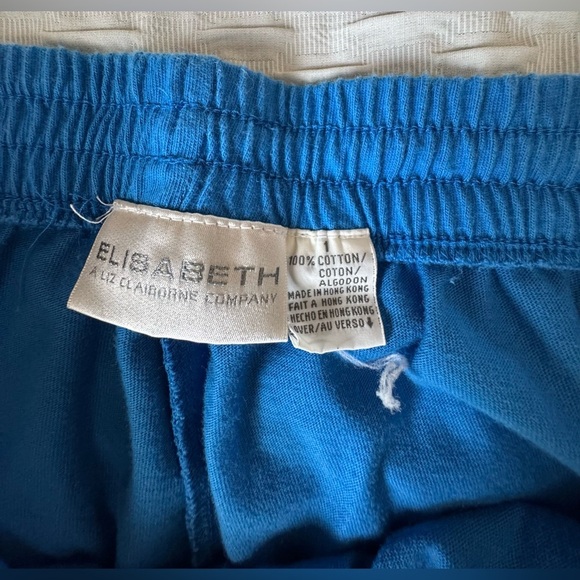 ELISABETH
A LIZ CLAIBORNE COMPANY
1
100% COTTON/
COTON/
ALGODON
MADE IN HONG KONG
FAIT A HONG KONG
HECHO EN HONG KONG
OVER/AU VERSO